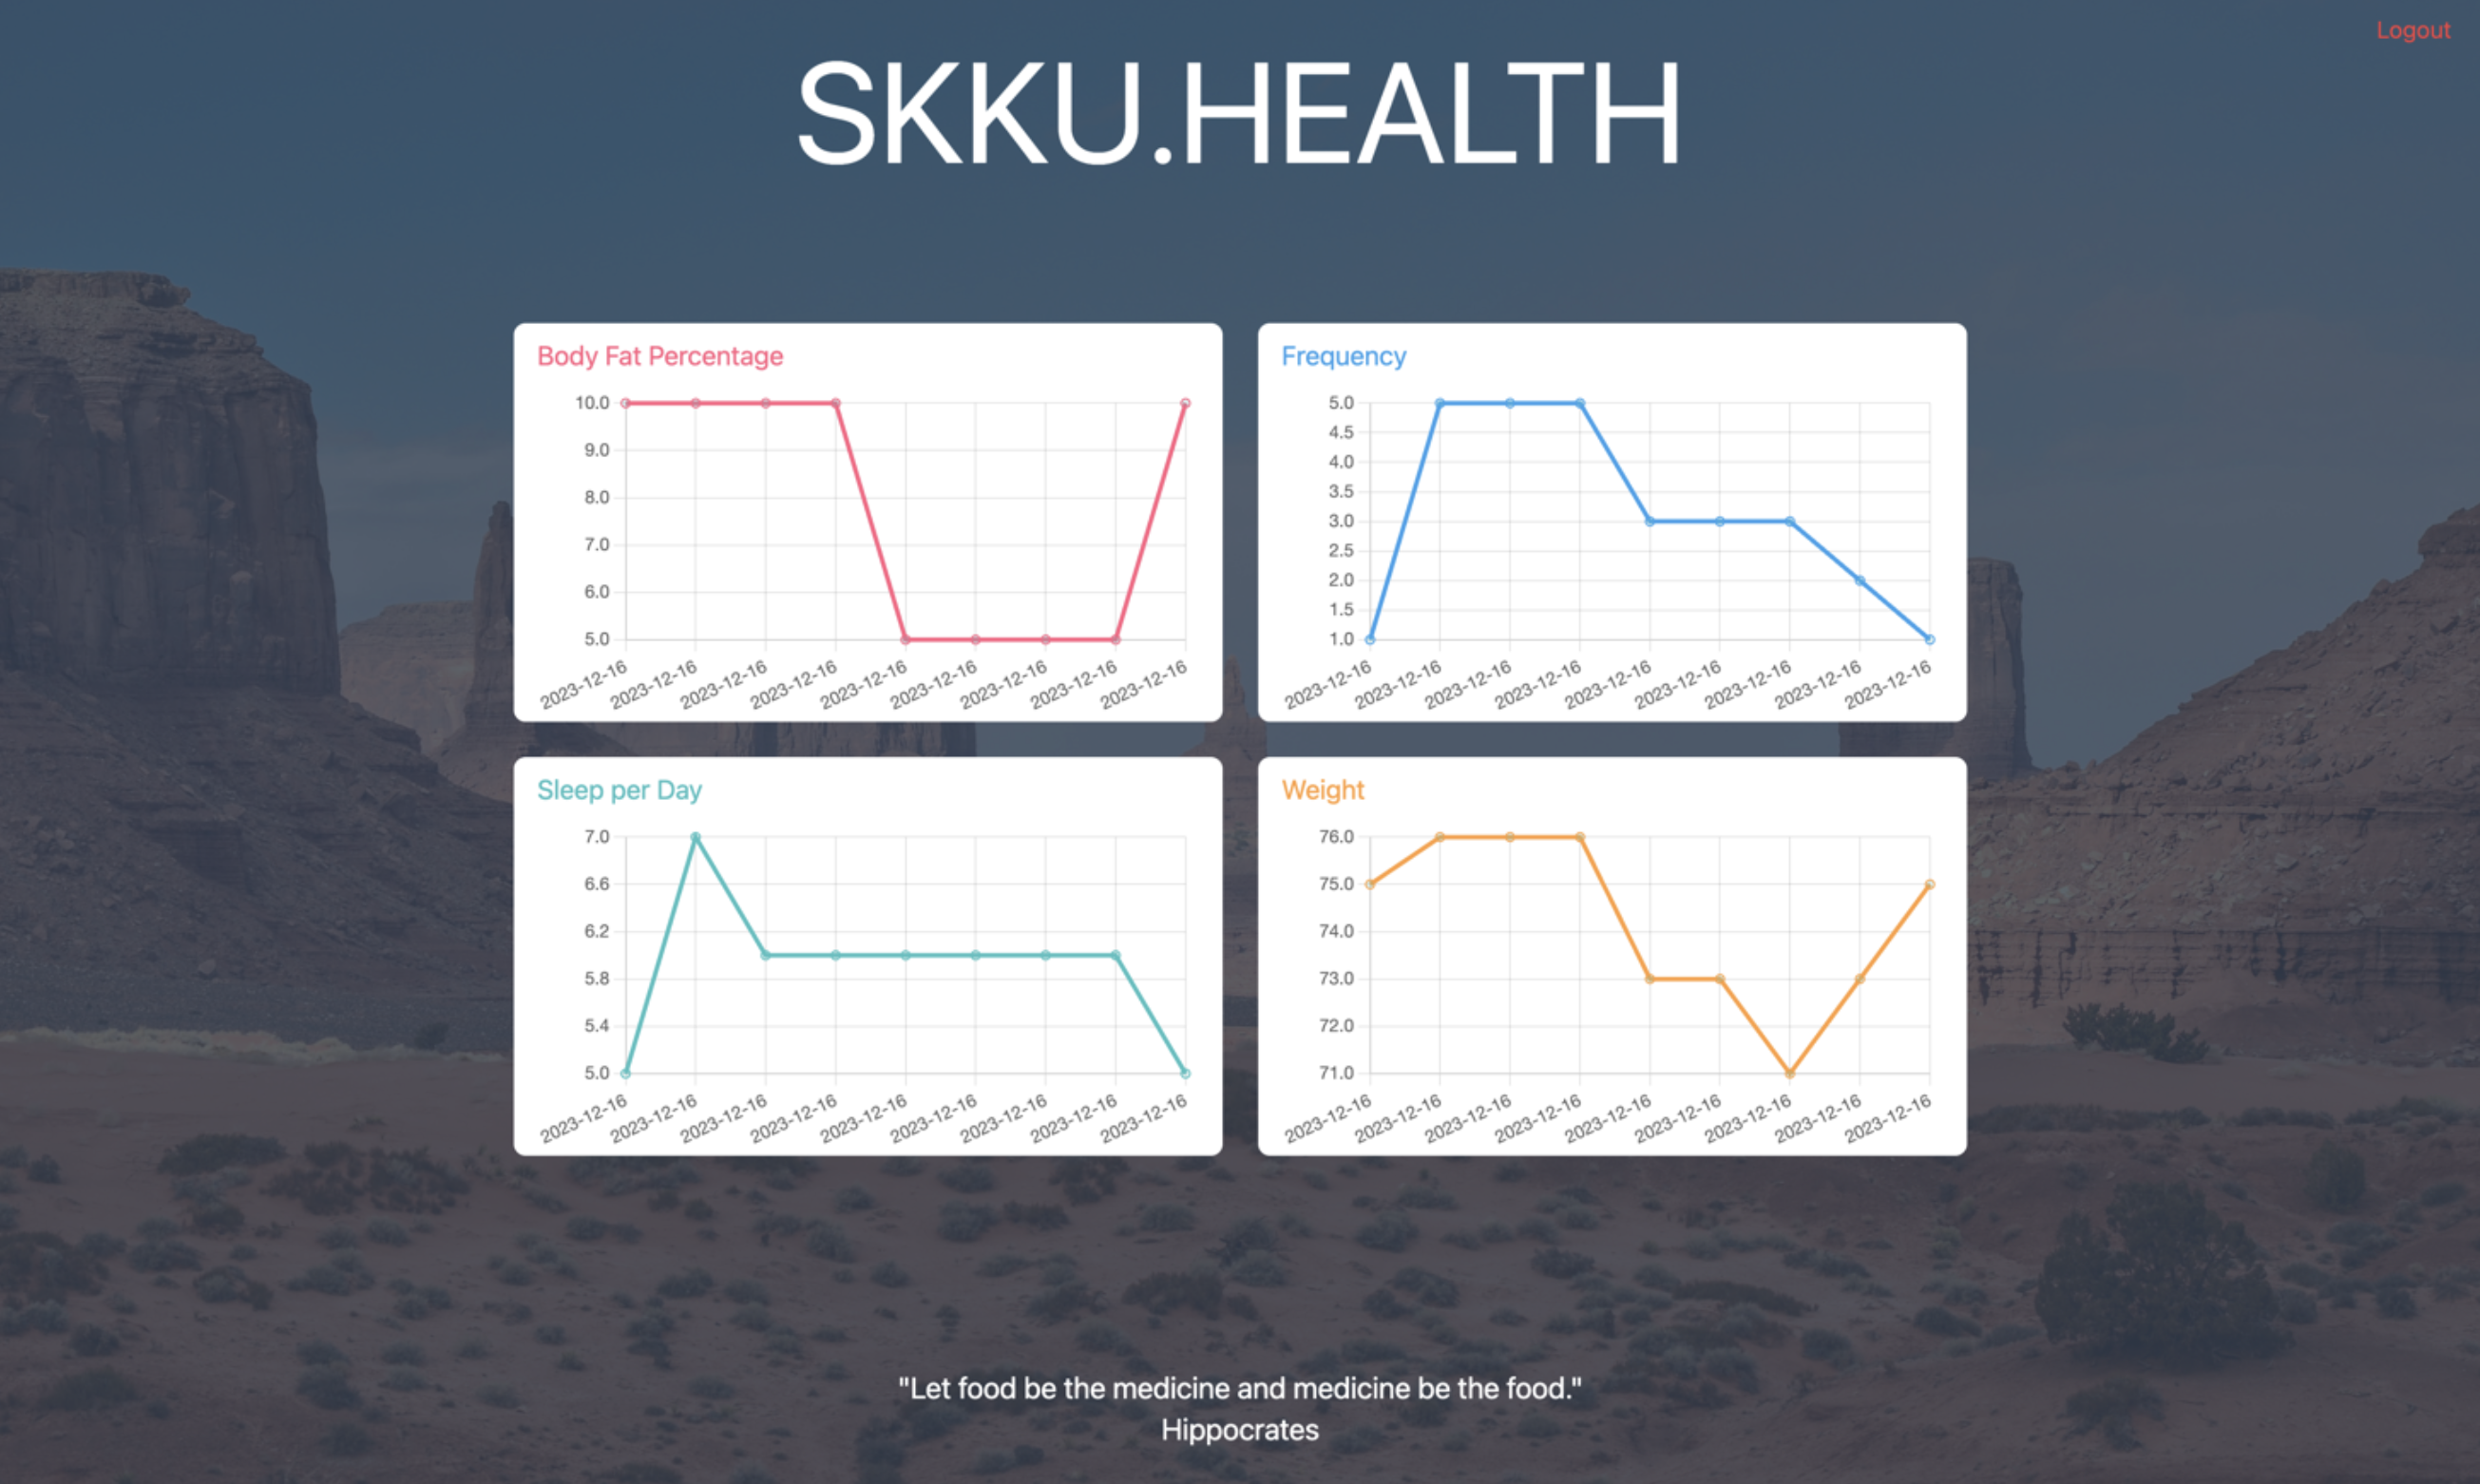 Logout
SKKU.HEALTH
Body Fat Percentage
10.0
9.0
8.0
7.0
6.0
5.0
2023-12-16 2023-12-16 2023-12-16 2023-12-16 2023-12-16 2023-12-16 2023-12-16 2023-12-16 2023-12-16
Frequency
5.0
4.5
4.0
3.5
3.0
2.5
2.0
1.5
1.0
2023-12-16 2023-12-16 2023-12-16 2023-12-16 2023-12-16 2023-12-16 2023-12-16 2023-12-16 2023-12-16
Sleep per Day
7.0
6.6
6.2
5.8
5.4
5.0
2023-12-16 2023-12-16 2023-12-16 2023-12-16 2023-12-16 2023-12-16 2023-12-16 2023-12-16 2023-12-16
Weight
76.0
75.0
74.0
73.0
72.0
71.0
2023-12-16 2023-12-16 2023-12-16 2023-12-16 2023-12-16 2023-12-16 2023-12-16 2023-12-16 2023-12-16
"Let food be the medicine and medicine be the food."
Hippocrates